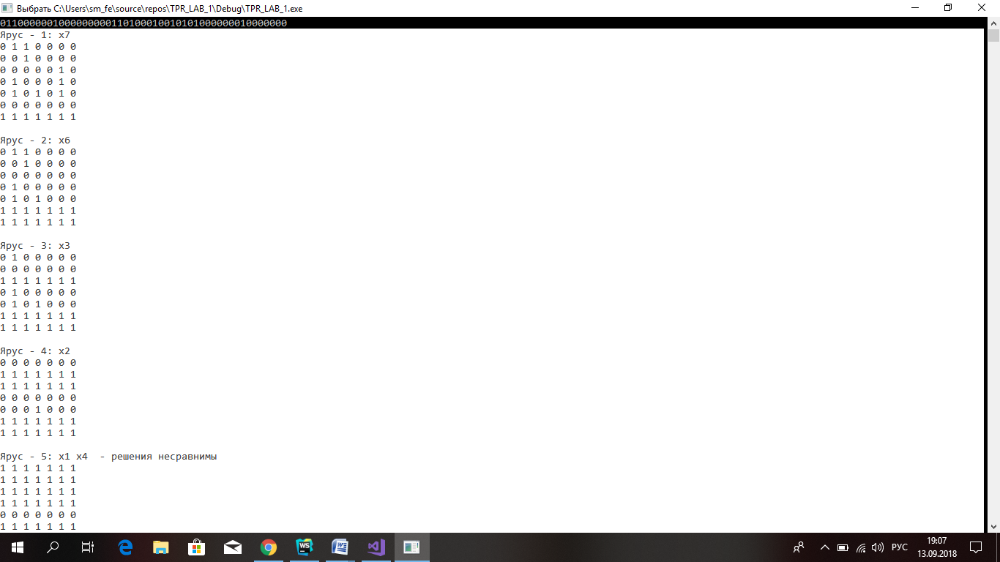 Выбрать C:\Users\sm_fe\source\repos\TPR_LAB_1\Debug\TPR_LAB_1.exe
0110000001000000000110100010010101000000010000000
Ярус - 1: x7
0 1 1 0 0 0 0
0 0 1 0 0 0 0
0 0 0 0 0 1 0
0 1 0 0 0 1 0
0 1 0 1 0 1 0
0 0 0 0 0 0 0
1 1 1 1 1 1 1
Ярус - 2: x6
0 1 1 0 0 0 0
0 0 1 0 0 0 0
0 0 0 0 0 0 0
0 1 0 0 0 0 0
0 1 0 1 0 0 0
1 1 1 1 1 1 1
1 1 1 1 1 1 1
Ярус - 3: x3
0 1 0 0 0 0 0
0 0 0 0 0 0 0
1 1 1 1 1 1 1
0 1 0 0 0 0 0
0 1 0 1 0 0 0
1 1 1 1 1 1 1
1 1 1 1 1 1 1
Ярус - 4: x2
0 0 0 0 0 0 0
1 1 1 1 1 1 1
1 1 1 1 1 1 1
0 0 0 0 0 0 0
0 0 0 1 0 0 0
1 1 1 1 1 1 1
1 1 1 1 1 1 1
Ярус - 5: x1 x4 - решения несравнимы
1 1 1 1 1 1 1
1 1 1 1 1 1 1
1 1 1 1 1 1 1
1 1 1 1 1 1 1
0 0 0 0 0 0 0
1 1 1 1 1 1 1
WS
W
РУС
19:07
13.09.2018